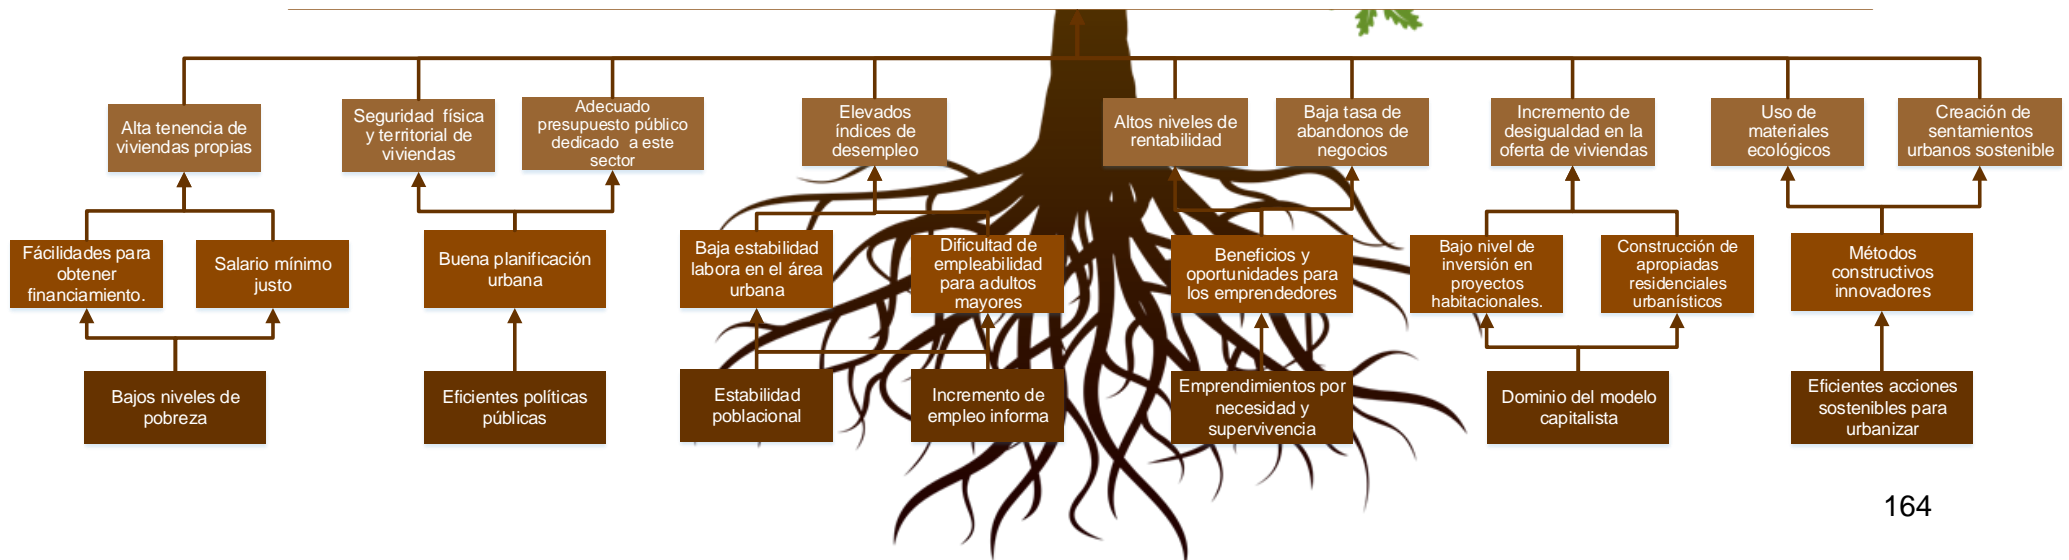 Alta tenencia de
viviendas propias
Seguridad física
y territorial de
viviendas
Adecuado
presupuesto público
dedicado a este
sector
Elevados
índices de
desempleo
Altos niveles de
rentabilidad
Baja tasa de
abandonos de
negocios
Incremento de
desigualdad en la
oferta de viviendas
Uso de
materiales
ecológicos
Creación de
sentamientos
urbanos sostenible
Fácilidades para
obtener
financiamiento.
Salario mínimo
justo
Buena planificación
urbana
Baja estabilidad
labora en el área
urbana
Dificultad de
empleabilidad
para adultos
mayores
Beneficios y
oportunidades para
los emprendedores
Bajo nivel de
inversión en
proyectos
habitacionales.
Construcción de
apropiadas
residenciales
urbanísticos
Métodos
constructivos
innovadores
Bajos niveles de
pobreza
Eficientes políticas
públicas
Estabilidad
poblacional
Incremento de
empleo informa
Emprendimientos por
necesidad y
supervivencia
Dominio del modelo
capitalista
Eficientes acciones
sostenibles para
urbanizar
164